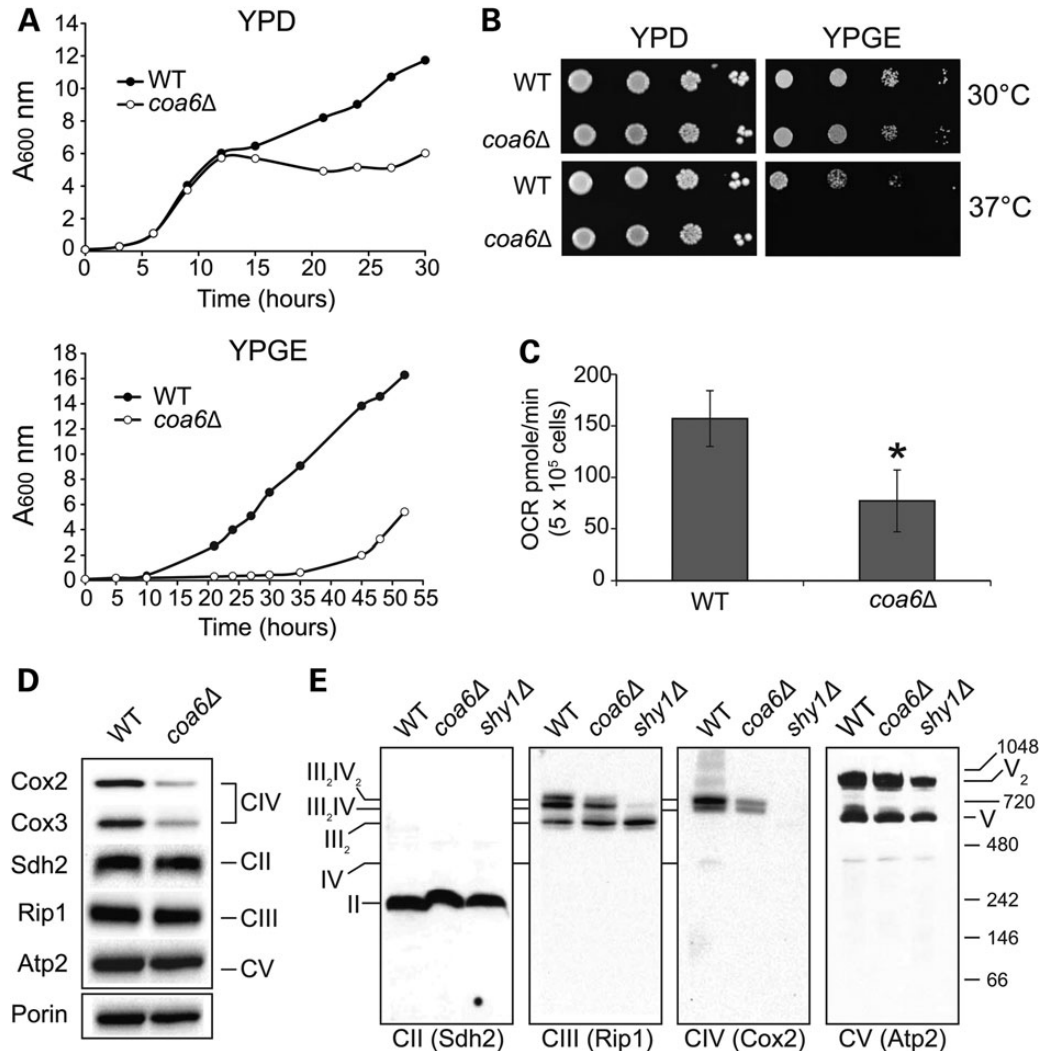 A
YPD
14
12
10
8
6
4
2
0
A600 nm
WT
coa6Δ
0 5 10 15 20 25 30
Time (hours)
YPGE
18
16
14
12
10
8
6
4
2
0
A600 nm
WT
coa6Δ
0 5 10 15 20 25 30 35 40 45 50 55
Time (hours)
B
YPD YPGE
WT
coa6Δ
30°C
WT
coa6Δ
37°C
C
200
150
100
50
0
OCR pmole/min
(5 x 10⁵ cells)
*
WT coa6Δ
D
WT coa6Δ
Cox2
Cox3
CIV
Sdh2 CII
Rip1 CIII
Atp2 CV
Porin
E
WT coa6Δ shy1Δ WT coa6Δ shy1Δ WT coa6Δ shy1Δ WT coa6Δ shy1Δ
III₂IV₂
III₂IV
III₂
IV
II
1048
V₂
720
V
480
242
146
66
CII (Sdh2) CIII (Rip1) CIV (Cox2) CV (Atp2)